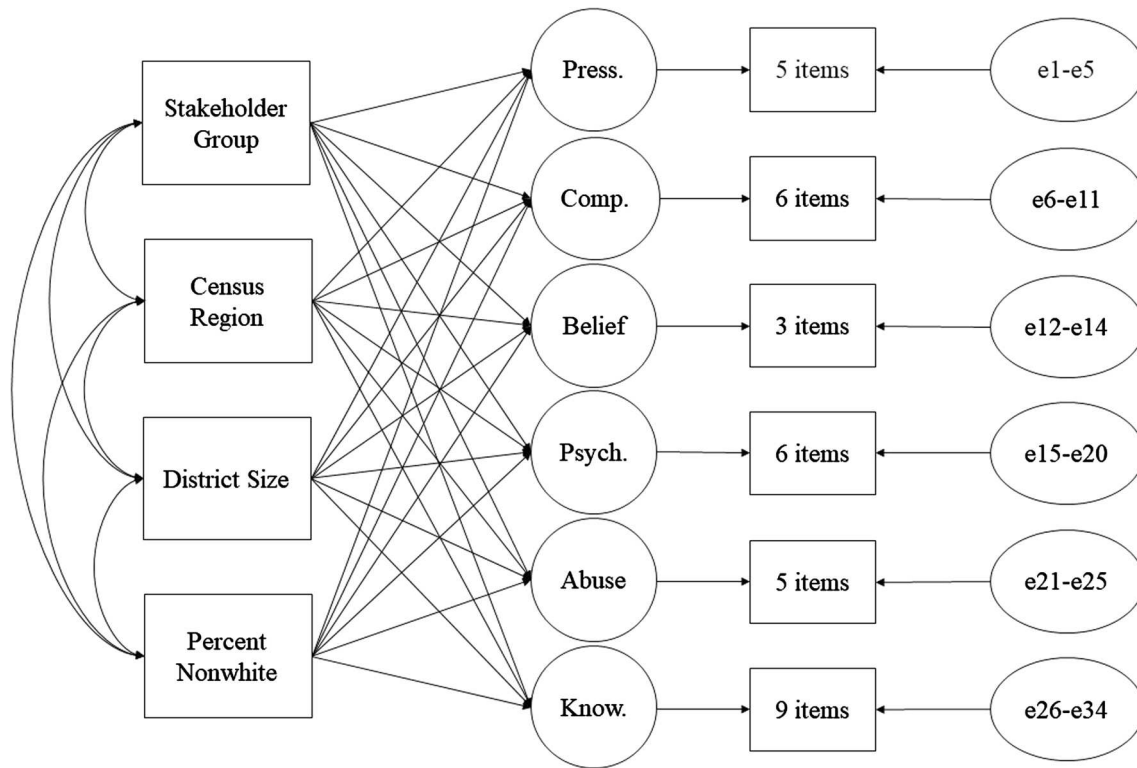 Stakeholder
Group
Census
Region
District Size
Percent
Nonwhite
Press.
Comp.
Belief
Psych.
Abuse
Know.
5 items
6 items
3 items
6 items
5 items
9 items
e1-e5
e6-e11
e12-e14
e15-e20
e21-e25
e26-e34